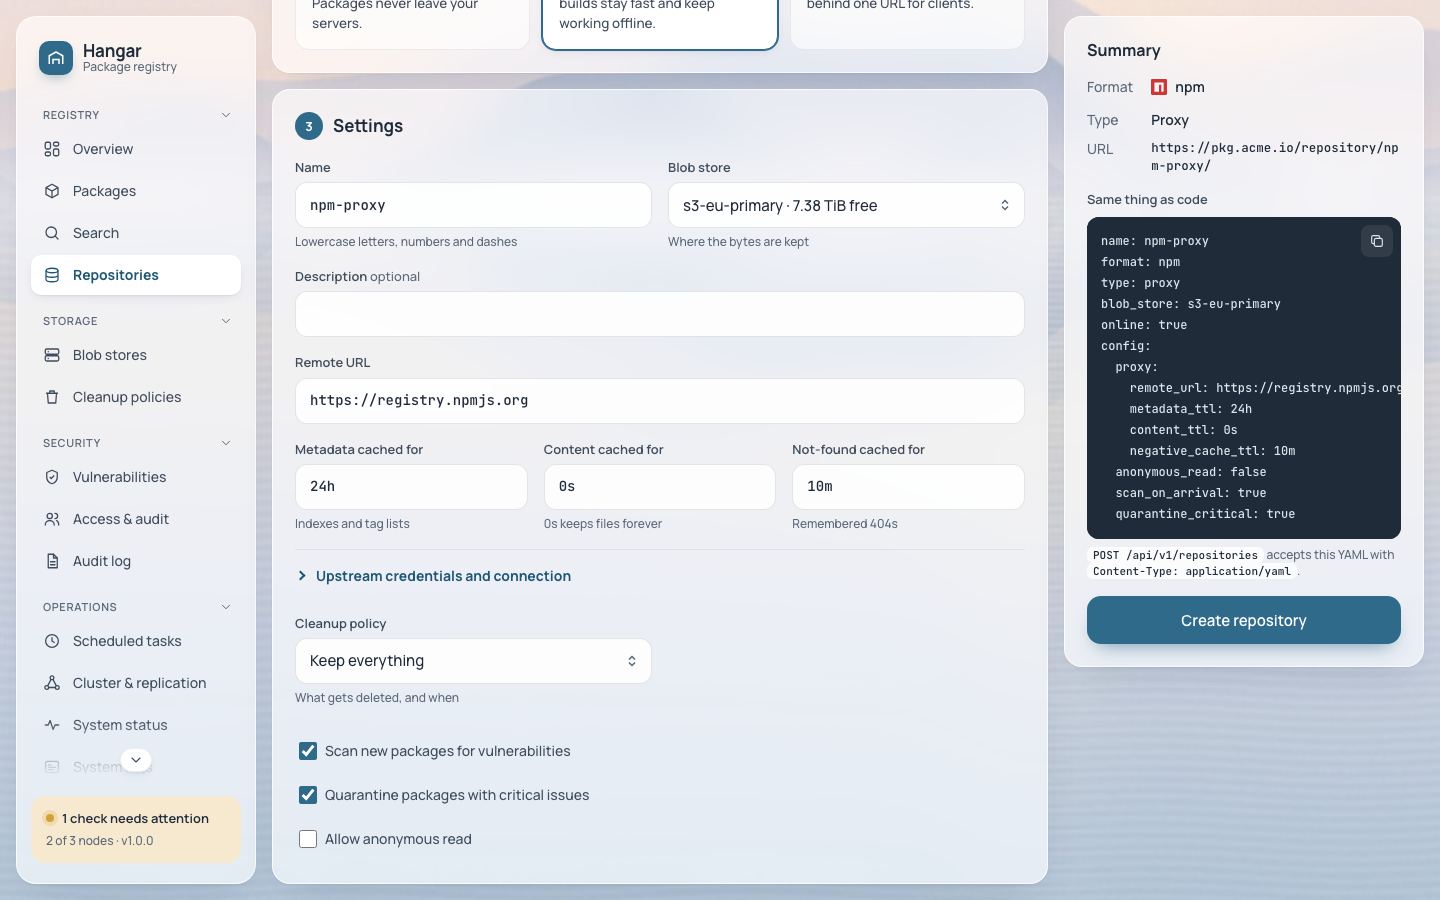 Hangar
Package registry
REGISTRY
Overview
Packages
Search
Repositories
STORAGE
Blob stores
Cleanup policies
SECURITY
Vulnerabilities
Access & audit
Audit log
OPERATIONS
Scheduled tasks
Cluster & replication
System status
System
1 check needs attention
2 of 3 nodes · v1.0.0
Packages never leave your
servers.
builds stay fast and keep
working offline.
behind one URL for clients.
3 Settings
Name
npm-proxy
Lowercase letters, numbers and dashes
Blob store
s3-eu-primary · 7.38 TiB free
Where the bytes are kept
Description optional
Remote URL
https://registry.npmjs.org
Metadata cached for
24h
Indexes and tag lists
Content cached for
0s
0s keeps files forever
Not-found cached for
10m
Remembered 404s
Upstream credentials and connection
Cleanup policy
Keep everything
What gets deleted, and when
Scan new packages for vulnerabilities
Quarantine packages with critical issues
Allow anonymous read
Summary
Format npm
Type Proxy
URL https://pkg.acme.io/repository/np
m-proxy/
Same thing as code
name: npm-proxy
format: npm
type: proxy
blob_store: s3-eu-primary
online: true
config:
proxy:
remote_url: https://registry.npmjs.org
metadata_ttl: 24h
content_ttl: 0s
negative_cache_ttl: 10m
anonymous_read: false
scan_on_arrival: true
quarantine_critical: true
POST /api/v1/repositories accepts this YAML with
Content-Type: application/yaml .
Create repository